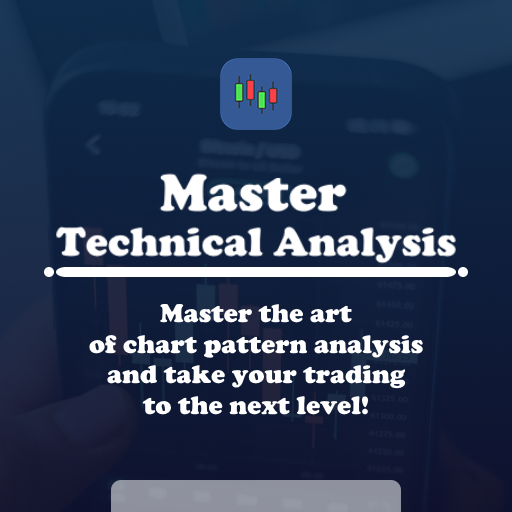 Master
Technical Analysis
Master the art
of chart pattern analysis
and take your trading
to the next level!